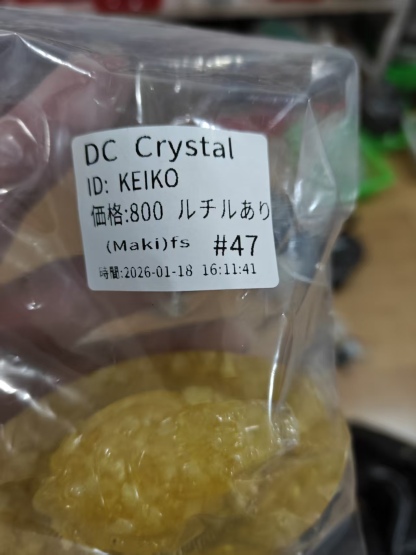 DC Crystal
ID: KEIKO
価格:800 ルチルあり
(Maki)fs #47
時間:2026-01-18 16:11:41